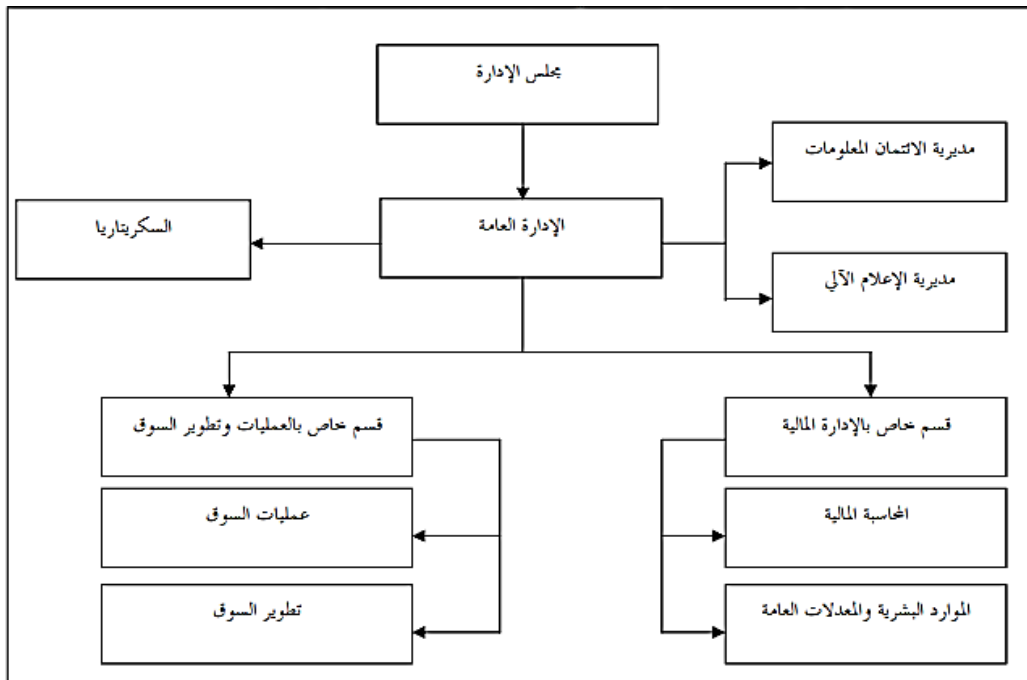 مجلس الإدارة
مديرية الائتمان المعلومات
الإدارة العامة
السكريتاريا
مديرية الإعلام الآلي
قسم خاص بالإدارة المالية
قسم خاص بالعمليات وتطوير السوق
المحاسبة المالية
عمليات السوق
الموارد البشرية والمعدلات العامة
تطوير السوق